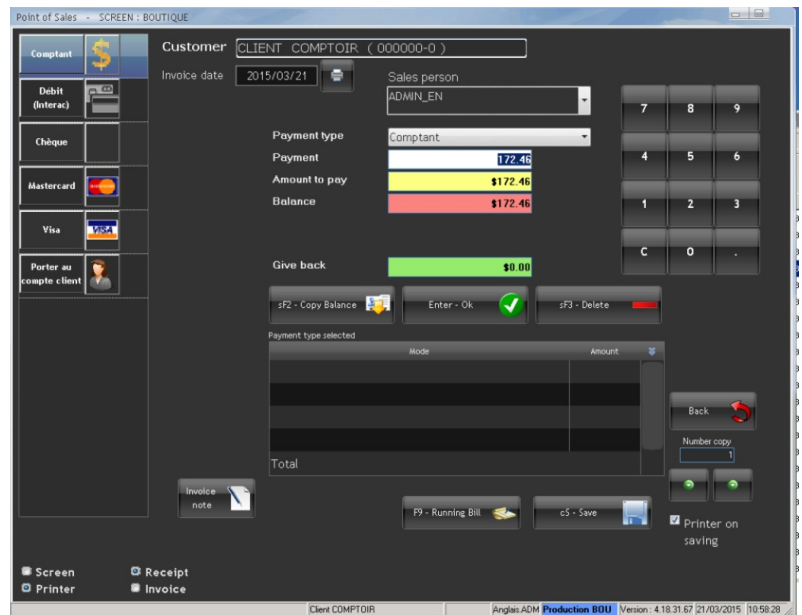 Point of Sales - SCREEN : BOUTIQUE
Comptant
Débit
(Interac)
Chèque
Mastercard
Visa
VISA
Porter au
compte client
Customer CLIENT COMPTOIR ( 000000-0 )
Invoice date 2015/03/21
Sales person
ADMIN_EN
Payment type Comptant
Payment 172.46
Amount to pay $172.46
Balance $172.46
Give back $0.00
7 8 9
4 5 6
1 2 3
C 0 .
sF2 - Copy Balance
Enter - Ok
sF3 - Delete
Payment type selected
Mode Amount
Total
Back
Number copy
1
Invoice
note
F9 - Running Bill
cS - Save
Printer on
saving
Screen Receipt
Printer Invoice
Client COMPTOIR Anglais.ADM Production BOU Version : 4.18.31.67 21/03/2015 10:58:28